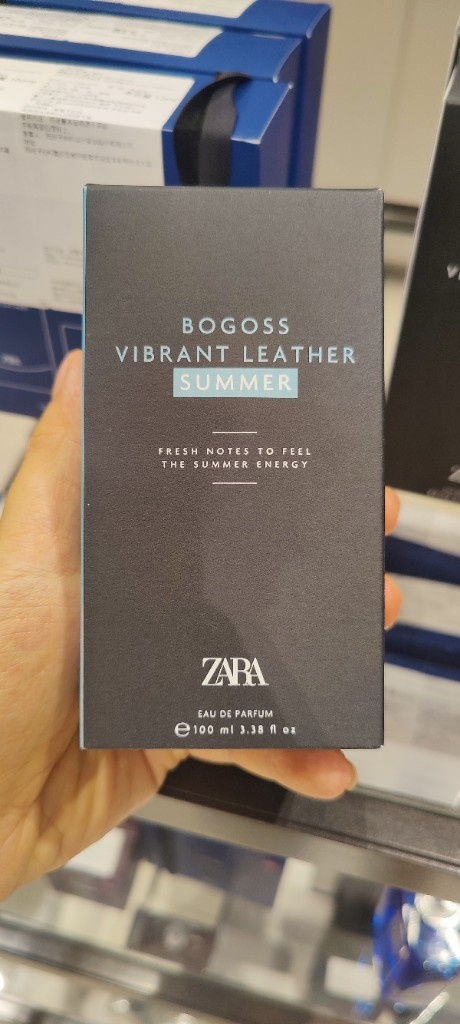 BOGOSS
VIBRANT LEATHER
SUMMER
FRESH NOTES TO FEEL
THE SUMMER ENERGY
ZARA
EAU DE PARFUM
℮100 ml 3.38 fl oz